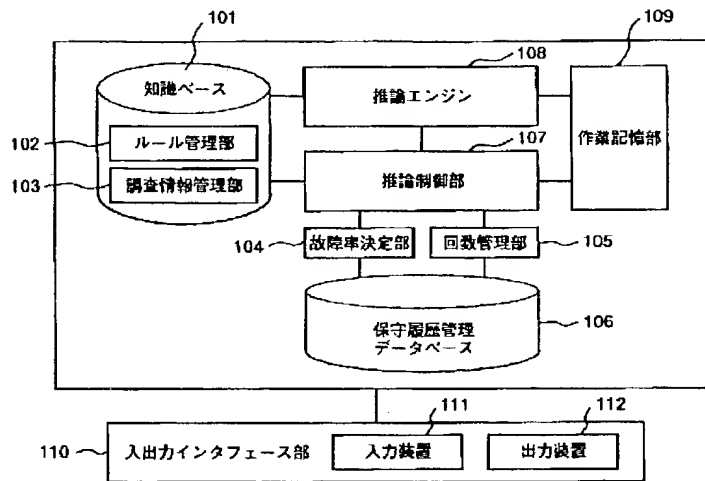 101
108
109
知識ベース
推論エンジン
作業記憶部
102
ルール管理部
107
103
調査情報管理部
推論制御部
104
故障率決定部
回数管理部
105
保守履歴管理
データベース
106
111
112
110
入出力インタフェース部
入力装置
出力装置